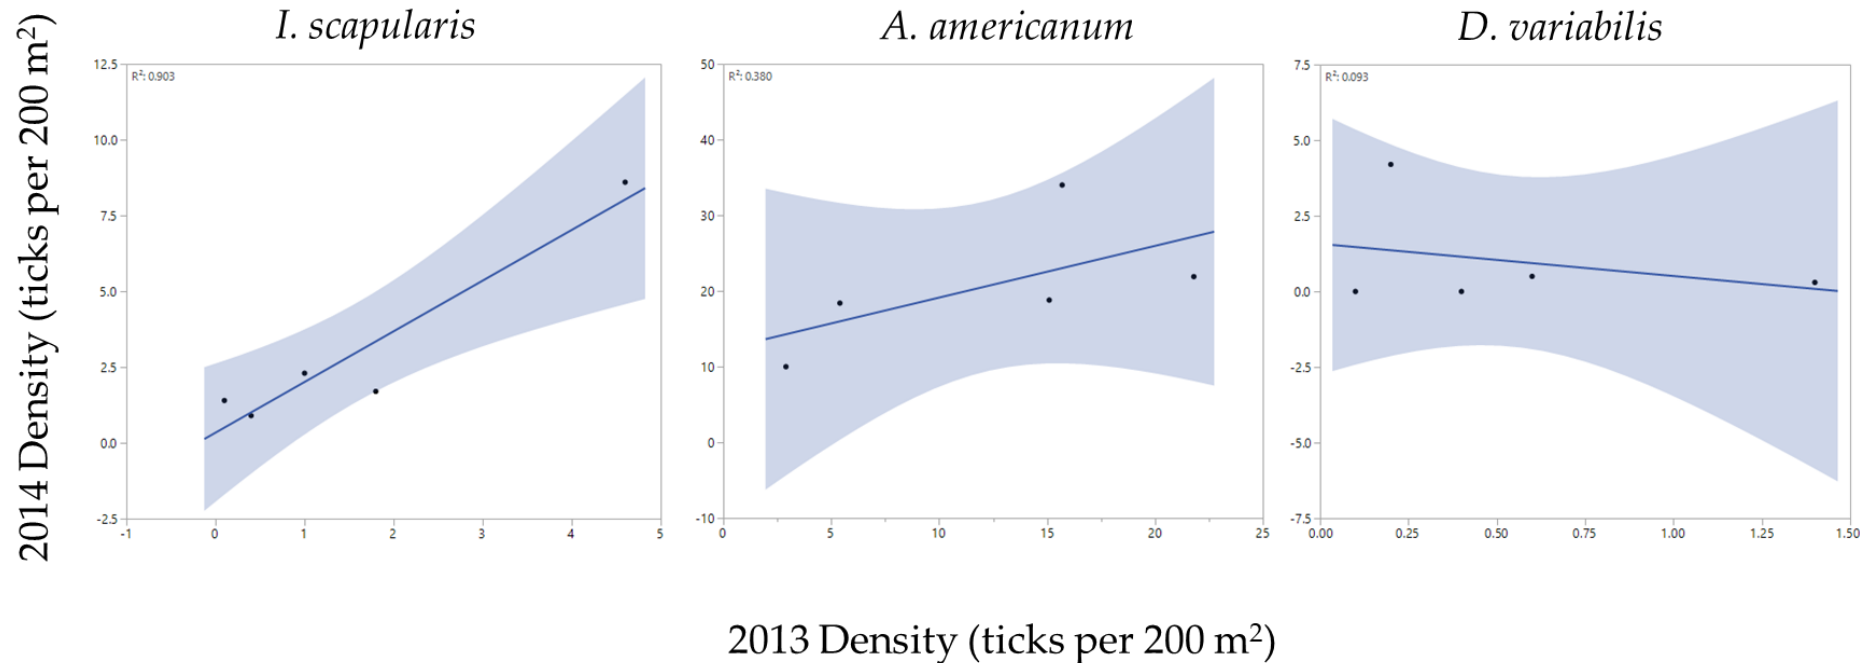 I. scapularis
A. americanum
D. variabilis
2014 Density (ticks per 200 m²)
R²: 0.903
12.5
10.0
7.5
5.0
2.5
0.0
-2.5
-1 0 1 2 3 4 5
R²: 0.380
50
40
30
20
10
0
-10
0 5 10 15 20 25
R²: 0.093
7.5
5.0
2.5
0.0
-2.5
-5.0
-7.5
0.00 0.25 0.50 0.75 1.00 1.25 1.50
2013 Density (ticks per 200 m²)